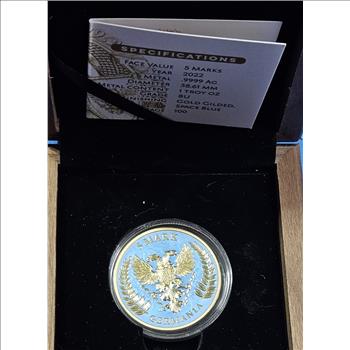 SPECIFICATIONS
FACE VALUE 5 MARKS
YEAR 2022
METAL .9999 AG
DIAMETER 38.61 MM
METAL CONTENT 1 TROY OZ
GRADE BU
FINISHING GOLD GILDED,
SPACE BLUE
100
5 MARK
GERMANIA